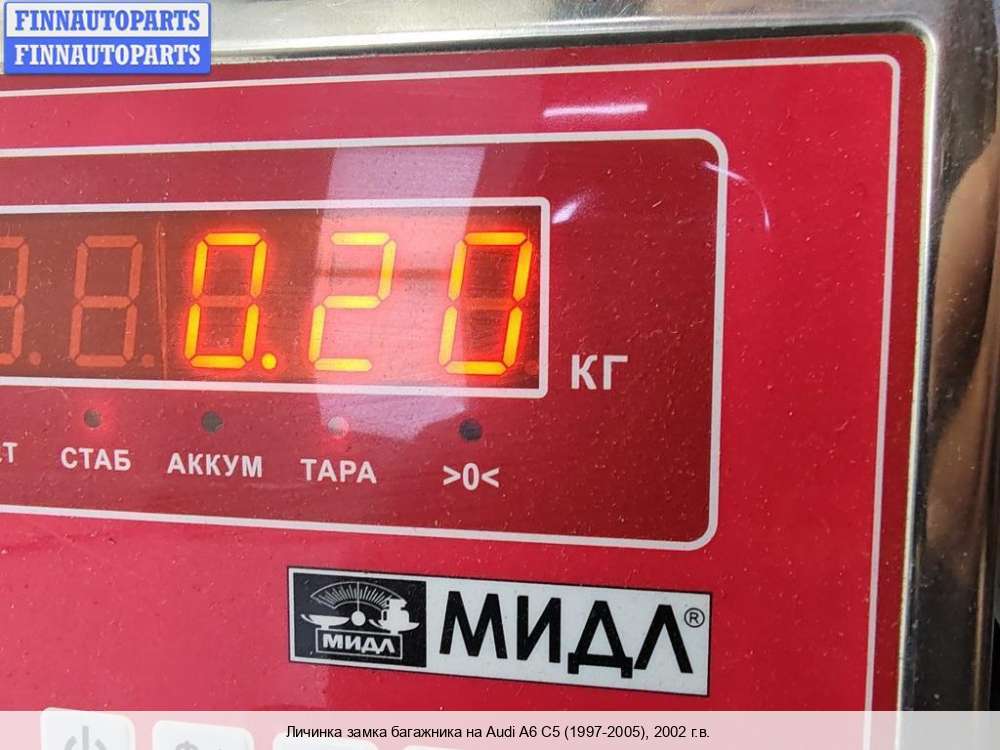 FINNAUTOPARTS
FINNAUTOPARTS
0.20
КГ
СТАБ АККУМ ТАРА >0<
МИДЛ
МИДЛ®
Личинка замка багажника на Audi A6 C5 (1997-2005), 2002 г.в.